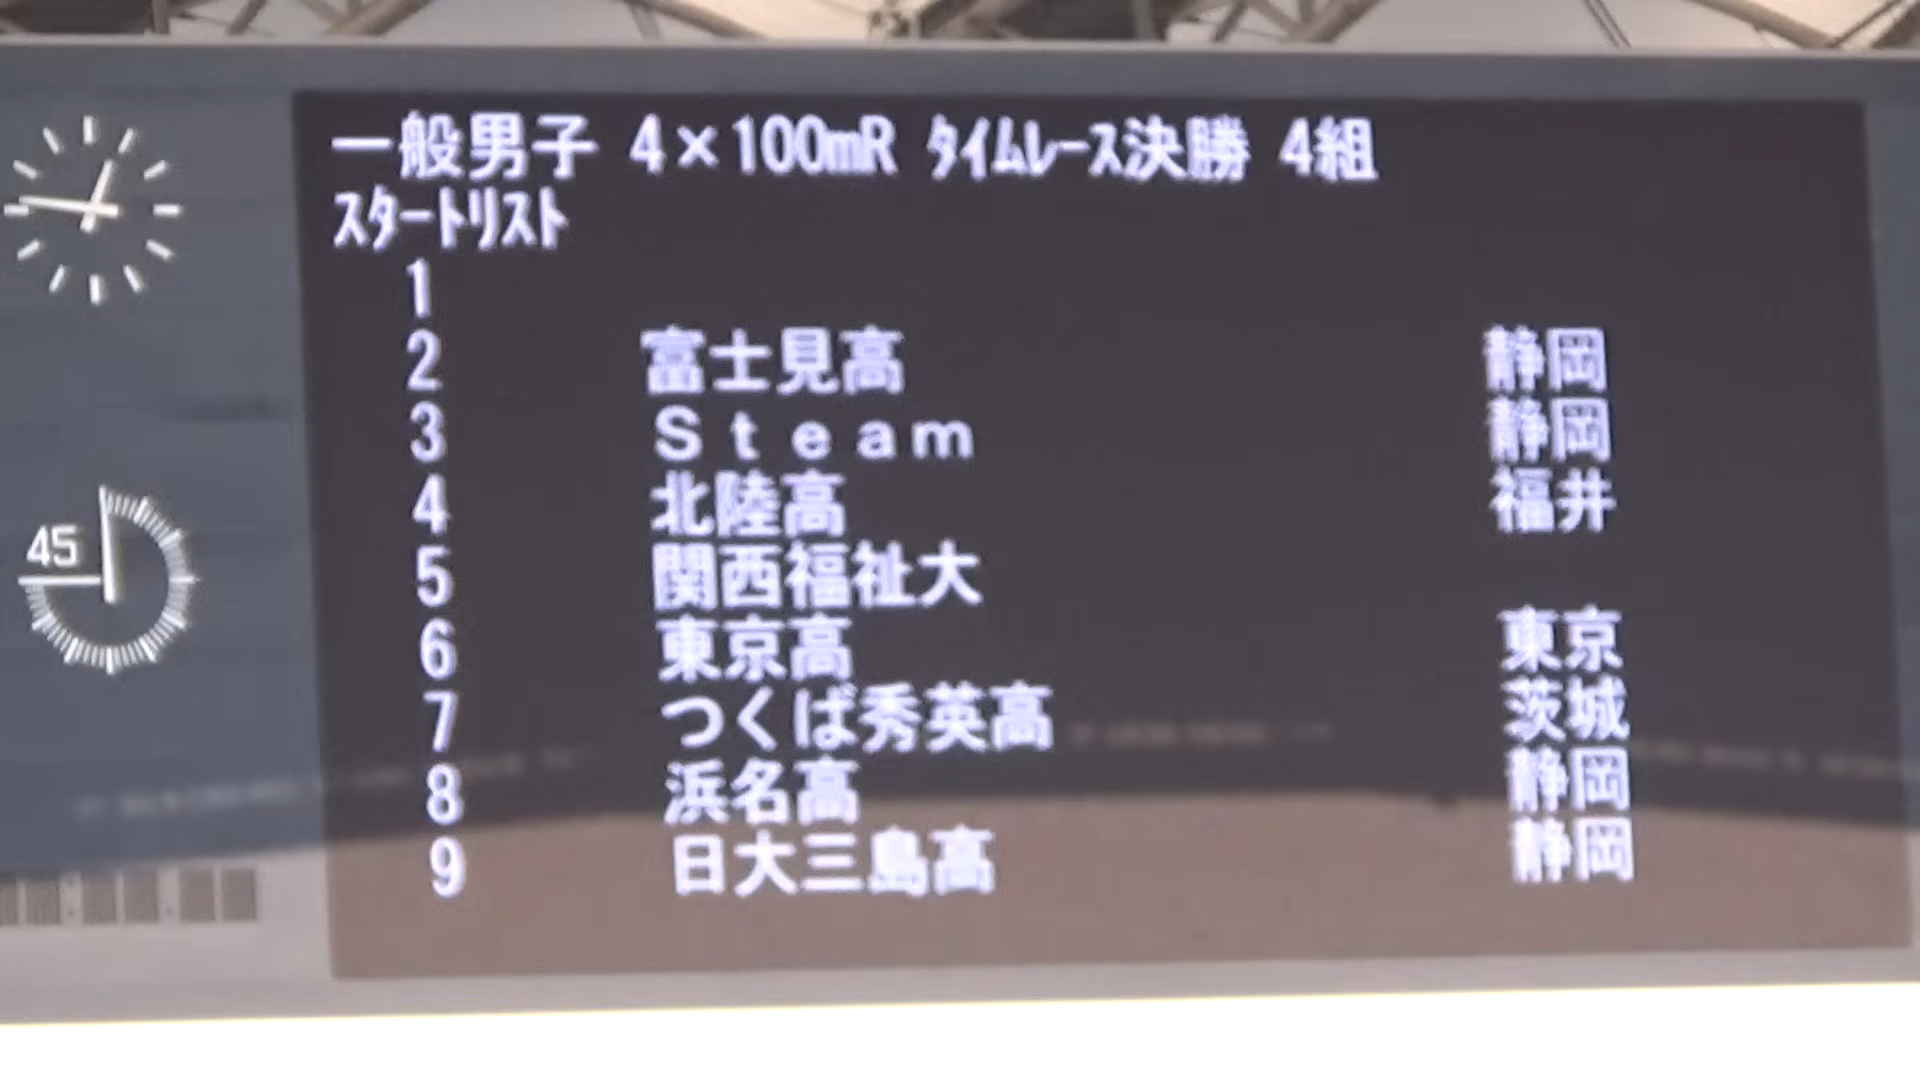 一般男子 4×100mR ﾀｲﾑﾚｰｽ決勝 4組
ｽﾀｰﾄﾘｽﾄ
1
2 富士見高 静岡
3 Ｓｔｅａｍ 静岡
4 北陸高 福井
5 関西福祉大
6 東京高 東京
7 つくば秀英高 茨城
8 浜名高 静岡
9 日大三島高 静岡
45